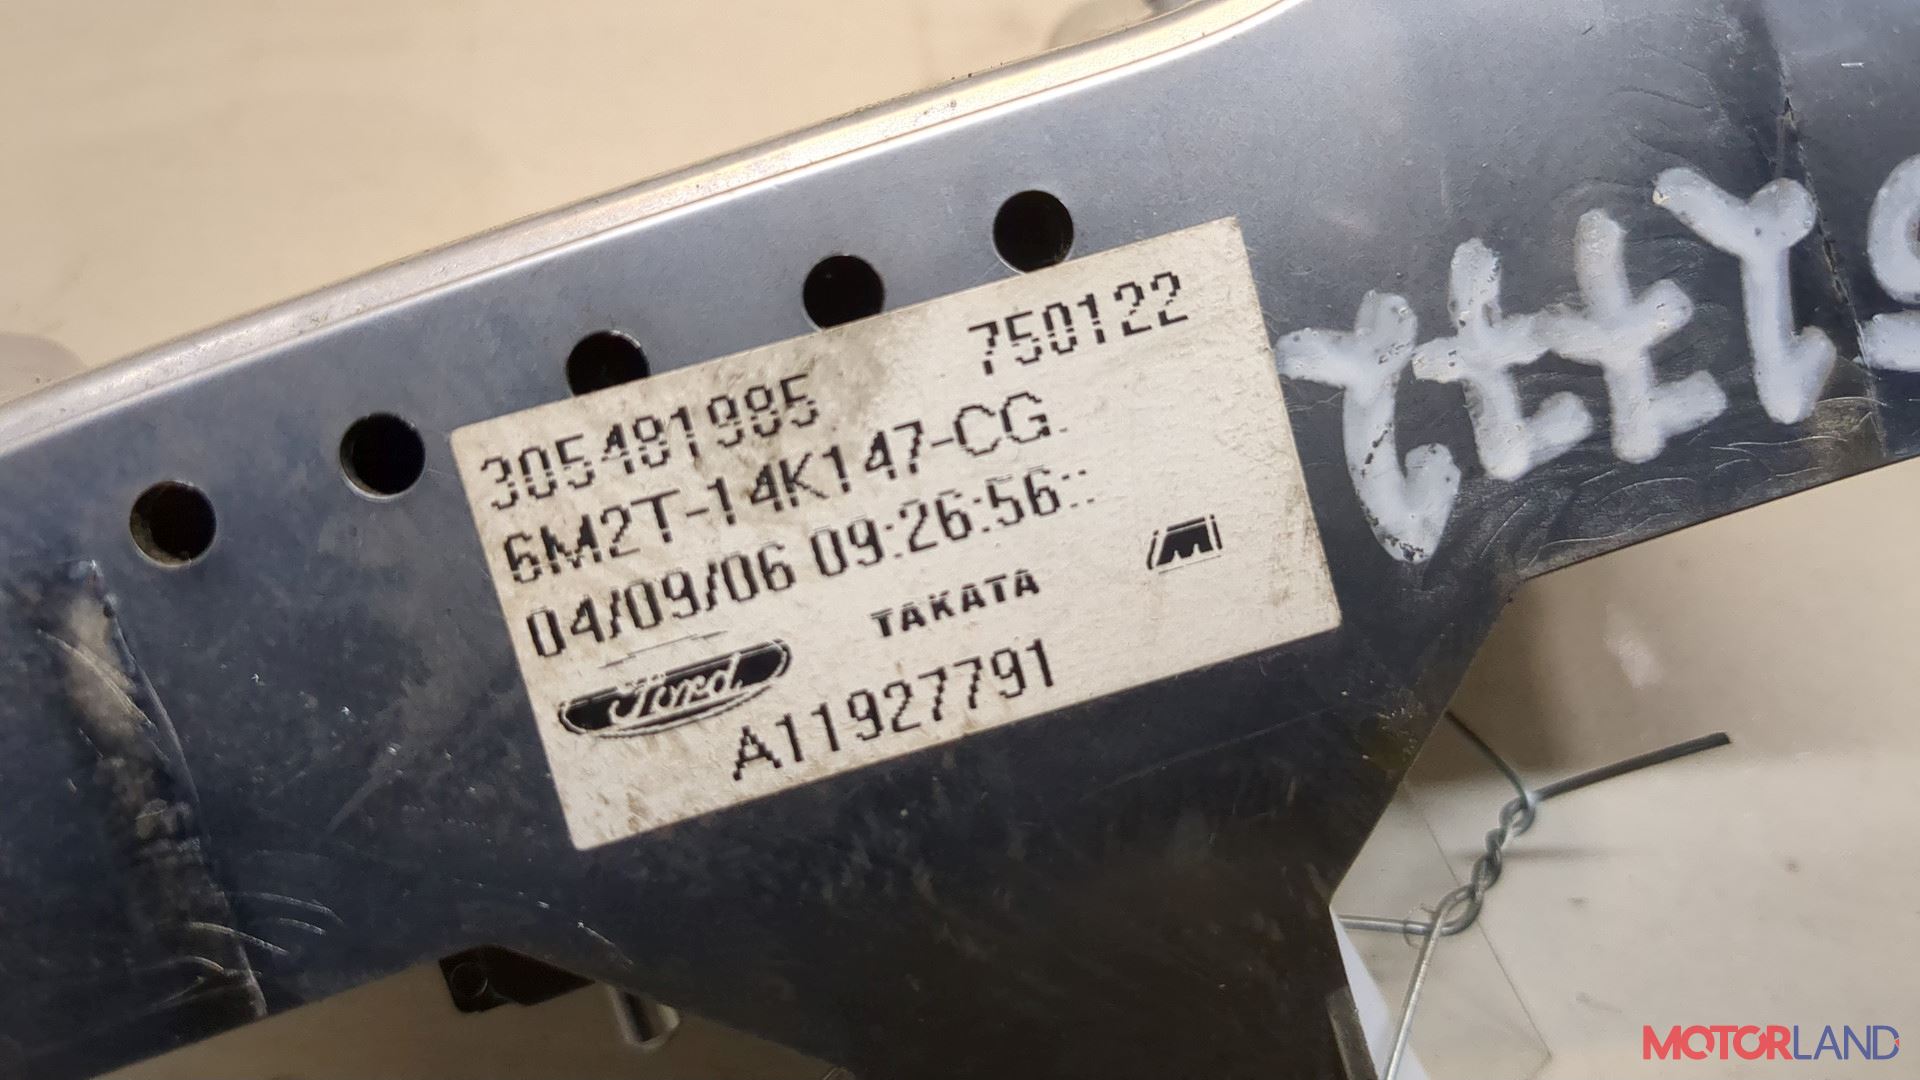 750122
305481985
6M2T-14K147-CG.
04/09/06 09:26:56::
TAKATA
Ford
A11927791
MOTORLAND